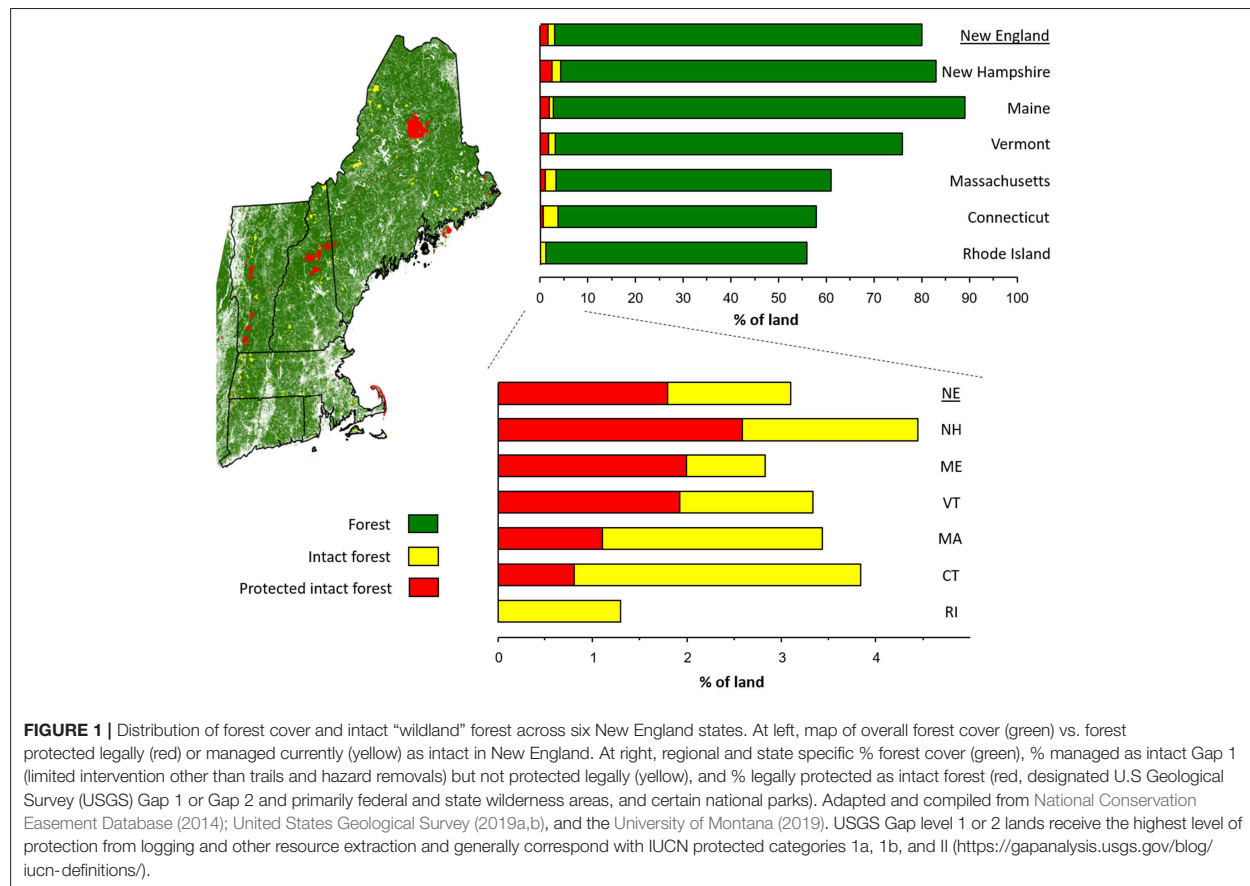 New England
New Hampshire
Maine
Vermont
Massachusetts
Connecticut
Rhode Island
0 10 20 30 40 50 60 70 80 90 100
% of land
NE
NH
ME
VT
MA
CT
RI
0 1 2 3 4
% of land
Forest
Intact forest
Protected intact forest
FIGURE 1 | Distribution of forest cover and intact “wildland” forest across six New England states. At left, map of overall forest cover (green) vs. forest
protected legally (red) or managed currently (yellow) as intact in New England. At right, regional and state specific % forest cover (green), % managed as intact Gap 1
(limited intervention other than trails and hazard removals) but not protected legally (yellow), and % legally protected as intact forest (red, designated U.S Geological
Survey (USGS) Gap 1 or Gap 2 and primarily federal and state wilderness areas, and certain national parks). Adapted and compiled from National Conservation
Easement Database (2014); United States Geological Survey (2019a,b), and the University of Montana (2019). USGS Gap level 1 or 2 lands receive the highest level of
protection from logging and other resource extraction and generally correspond with IUCN protected categories 1a, 1b, and II (https://gapanalysis.usgs.gov/blog/
iucn-definitions/).